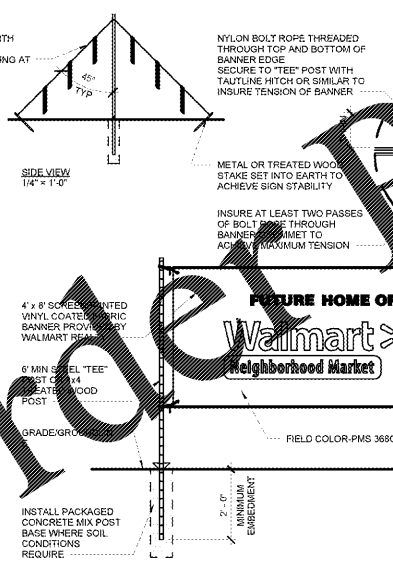 RTH
NG AT
45°
TYP
SIDE VIEW
1/4" = 1'-0"
NYLON BOLT ROPE THREADED
THROUGH TOP AND BOTTOM OF
BANNER EDGE
SECURE TO "TEE" POST WITH
TAUTLINE HITCH OR SIMILAR TO
INSURE TENSION OF BANNER
METAL OR TREATED WOOD
STAKE SET INTO EARTH TO
ACHIEVE SIGN STABILITY
INSURE AT LEAST TWO PASSES
OF BOLT ROPE THROUGH
BANNER GROMMET TO
ACHIEVE MAXIMUM TENSION
4' x 8' SCREENPRINTED
VINYL COATED FABRIC
BANNER PROVIDED BY
WALMART
6' MIN STEEL "TEE"
POST OR 4x4
TREATED WOOD
POST
FUTURE HOME OF
Walmart >
Neighborhood Market
FIELD COLOR-PMS 368C
2' - 0"
MINIMUM
EMBEDMENT
INSTALL PACKAGED
CONCRETE MIX POST
BASE WHERE SOIL
CONDITIONS
REQUIRE
rder